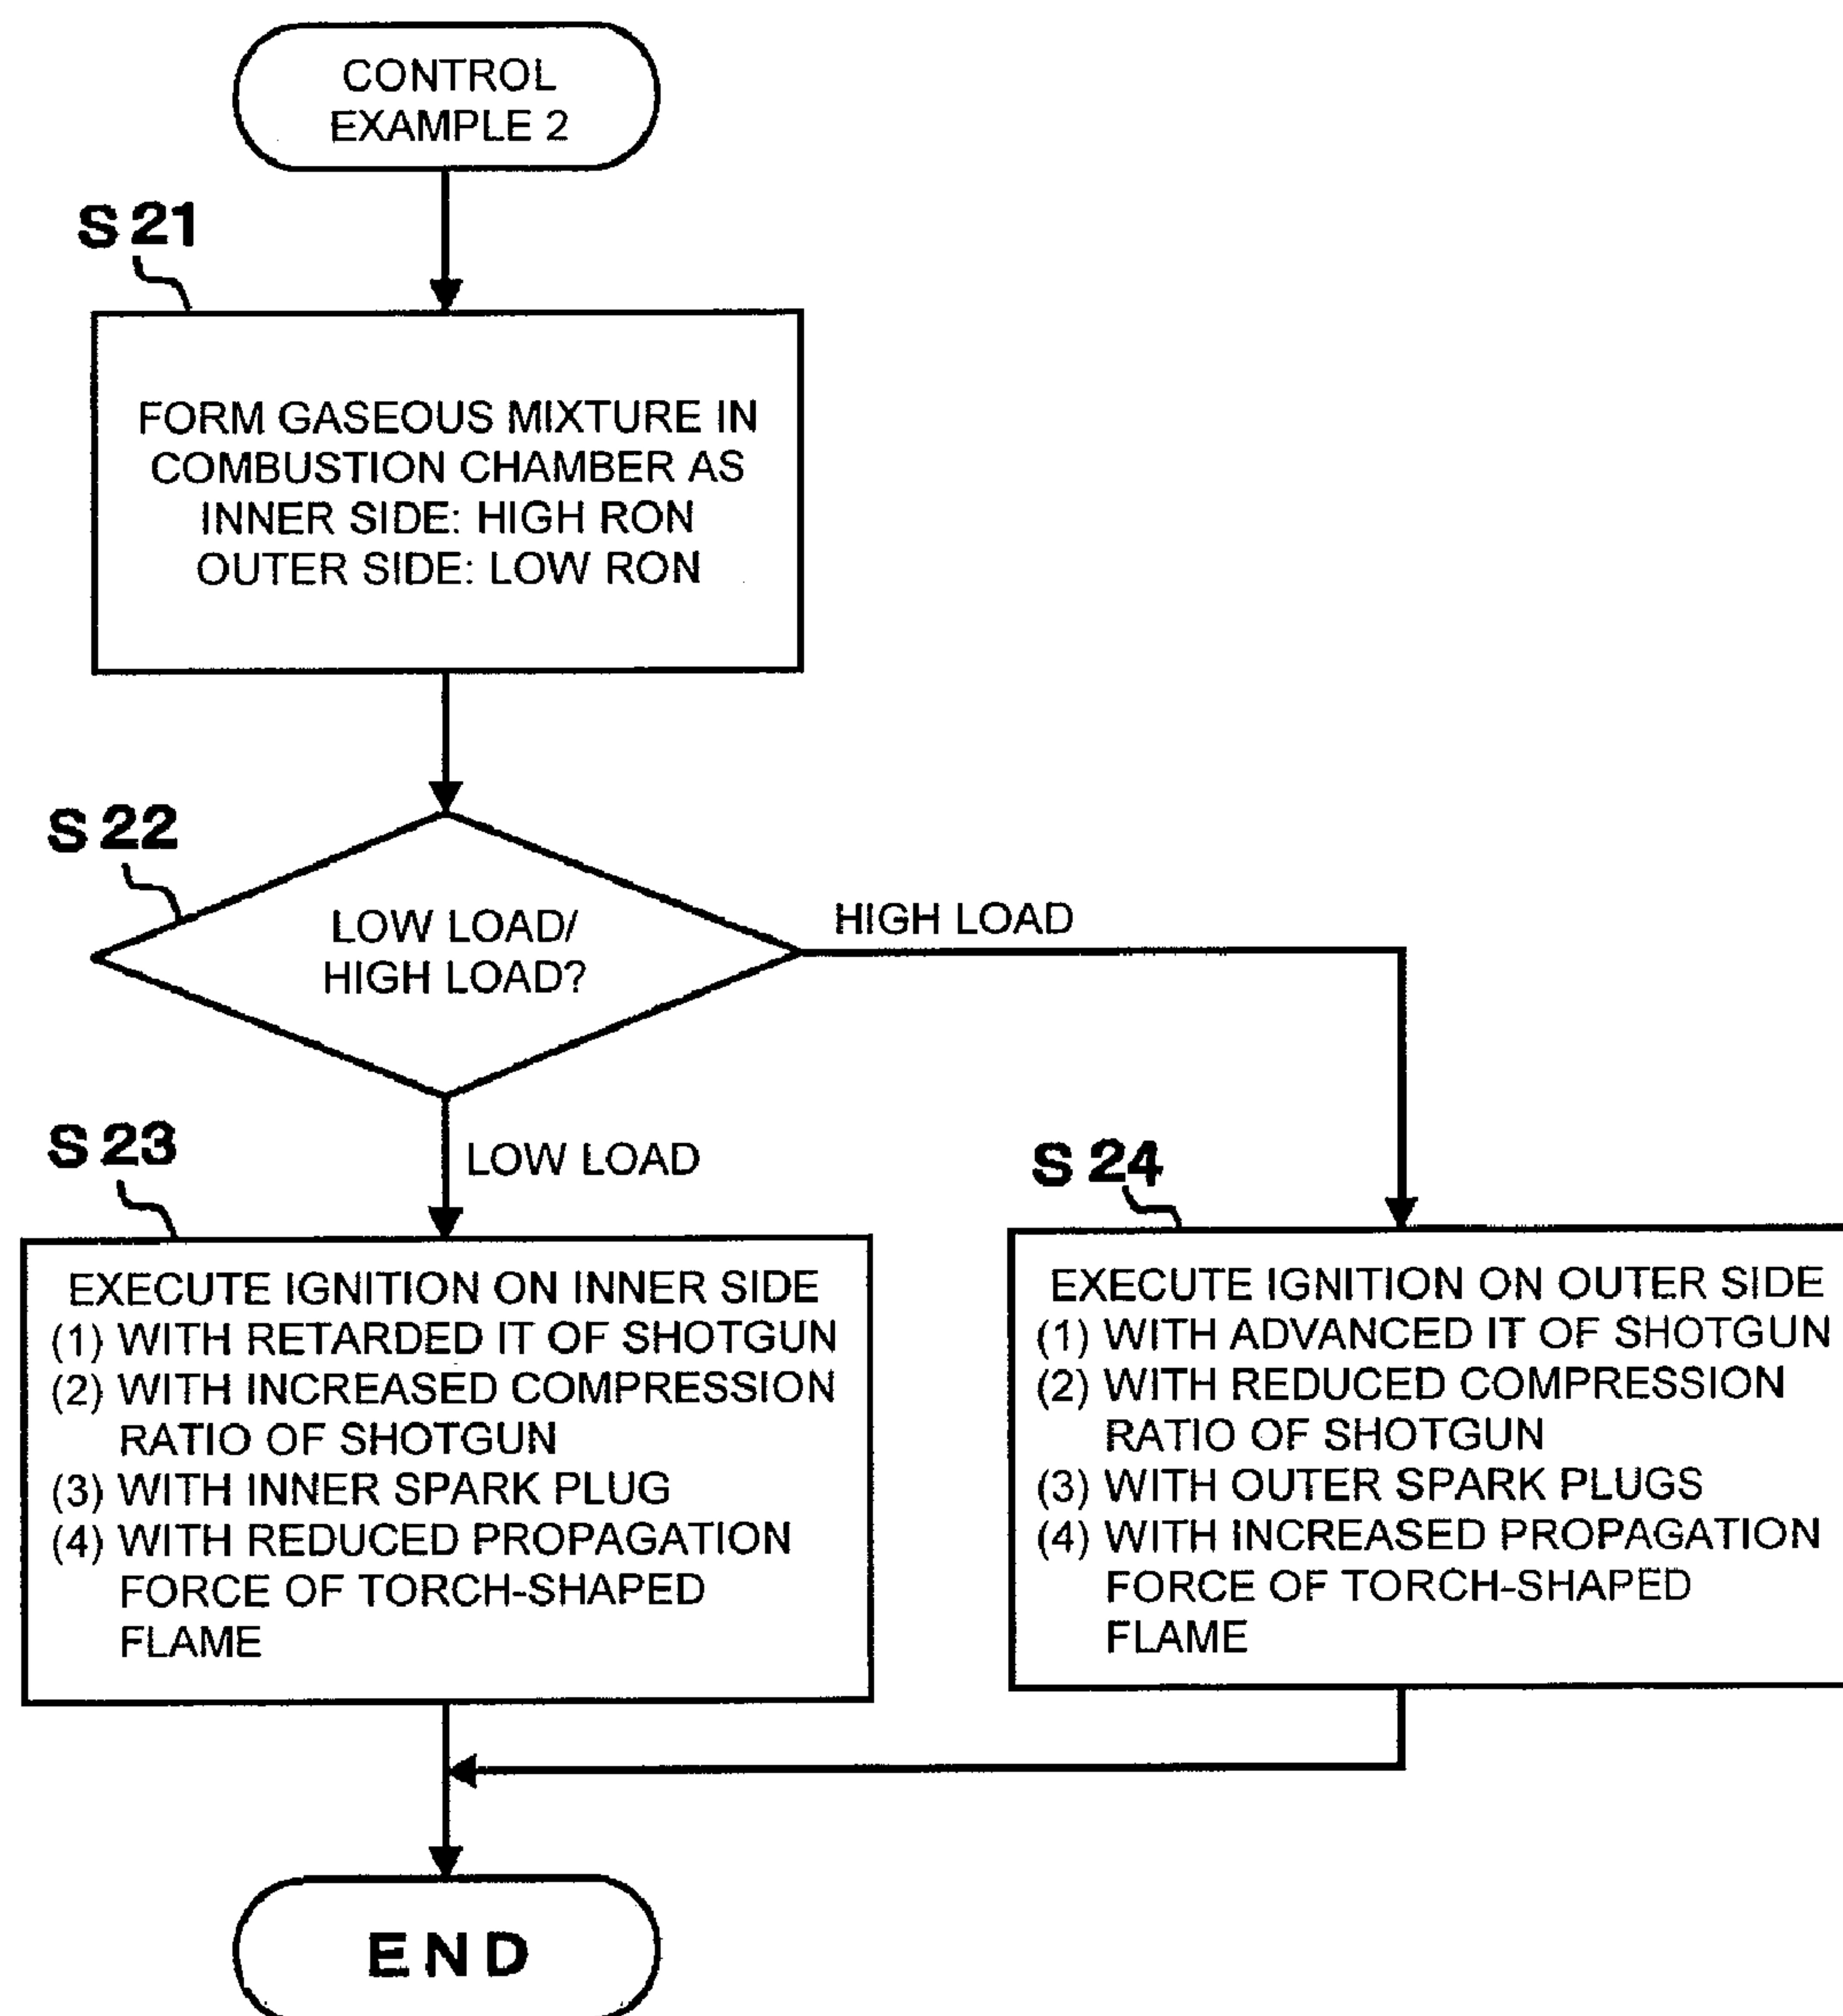 CONTROL
EXAMPLE 2
S21
FORM GASEOUS MIXTURE IN
COMBUSTION CHAMBER AS
INNER SIDE: HIGH RON
OUTER SIDE: LOW RON
S22
LOW LOAD/
HIGH LOAD?
HIGH LOAD
LOW LOAD
S23
EXECUTE IGNITION ON INNER SIDE
(1) WITH RETARDED IT OF SHOTGUN
(2) WITH INCREASED COMPRESSION
RATIO OF SHOTGUN
(3) WITH INNER SPARK PLUG
(4) WITH REDUCED PROPAGATION
FORCE OF TORCH-SHAPED
FLAME
S24
EXECUTE IGNITION ON OUTER SIDE
(1) WITH ADVANCED IT OF SHOTGUN
(2) WITH REDUCED COMPRESSION
RATIO OF SHOTGUN
(3) WITH OUTER SPARK PLUGS
(4) WITH INCREASED PROPAGATION
FORCE OF TORCH-SHAPED
FLAME
END